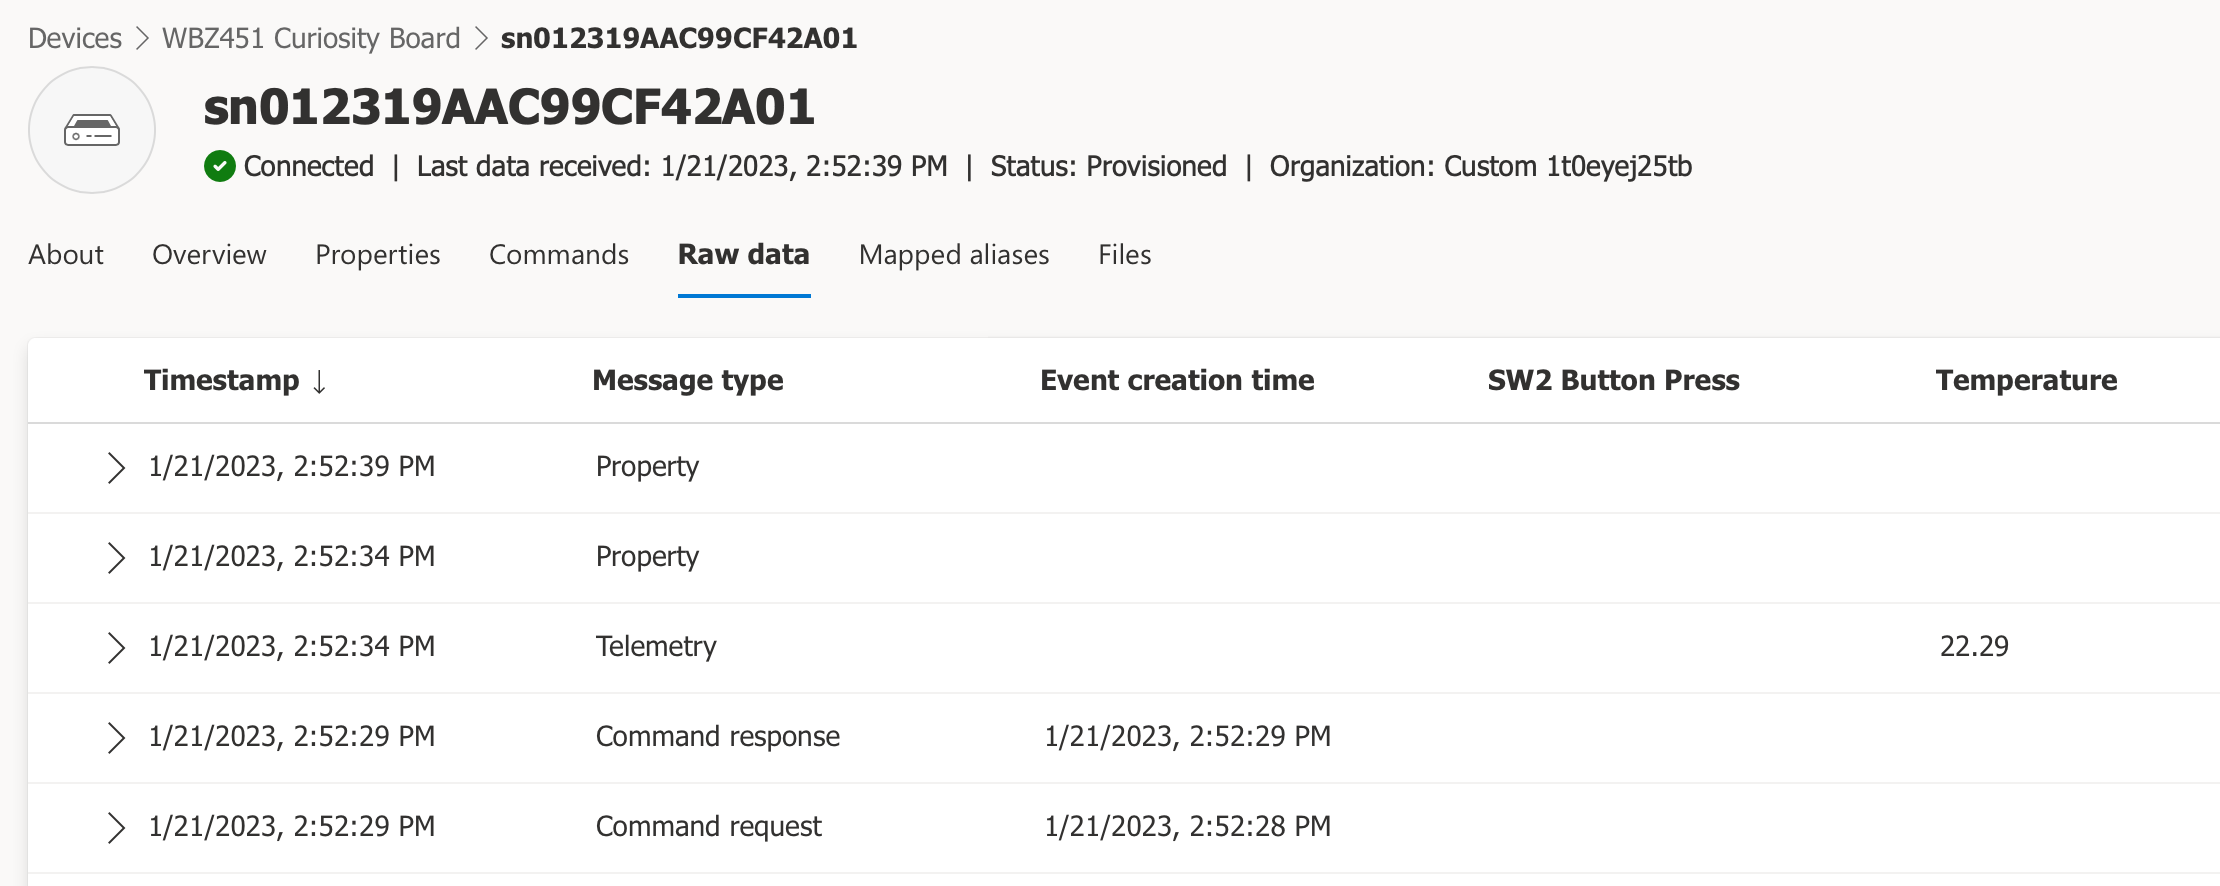 Devices > WBZ451 Curiosity Board > sn012319AAC99CF42A01
sn012319AAC99CF42A01
Connected | Last data received: 1/21/2023, 2:52:39 PM | Status: Provisioned | Organization: Custom 1t0eyej25tb
About Overview Properties Commands Raw data Mapped aliases Files
Timestamp ↓ Message type Event creation time SW2 Button Press Temperature
1/21/2023, 2:52:39 PM Property
1/21/2023, 2:52:34 PM Property
1/21/2023, 2:52:34 PM Telemetry 22.29
1/21/2023, 2:52:29 PM Command response 1/21/2023, 2:52:29 PM
1/21/2023, 2:52:29 PM Command request 1/21/2023, 2:52:28 PM